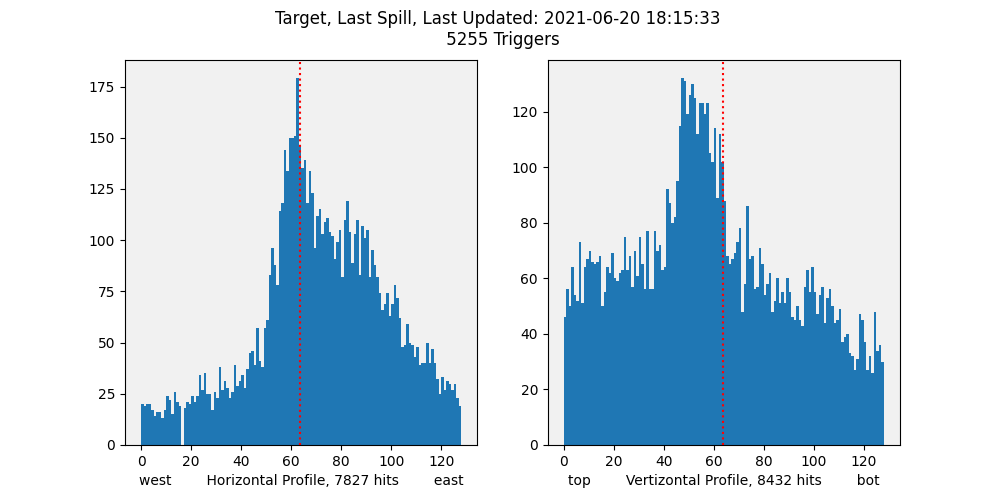 Target, Last Spill, Last Updated: 2021-06-20 18:15:33
5255 Triggers
175
150
125
100
75
50
25
0
0 20 40 60 80 100 120
west Horizontal Profile, 7827 hits east
120
100
80
60
40
20
0
0 20 40 60 80 100 120
top Vertizontal Profile, 8432 hits bot